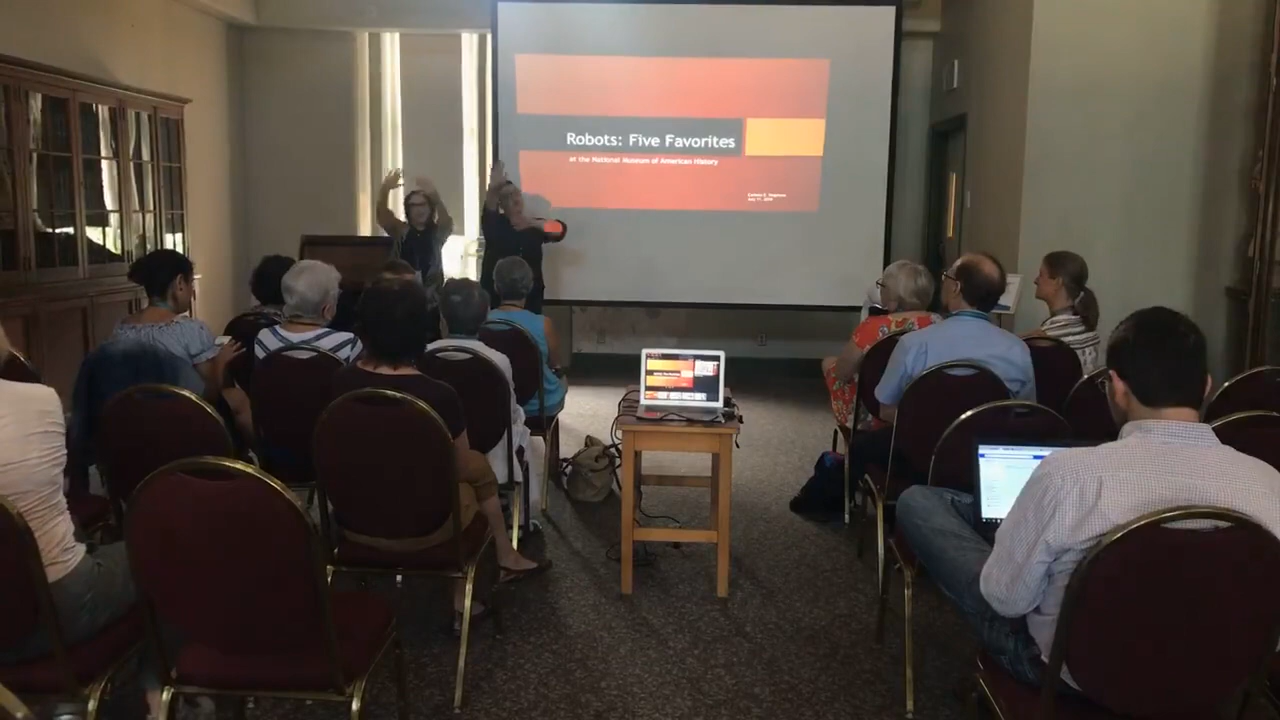 Robots: Five Favorites
at the National Museum of American History